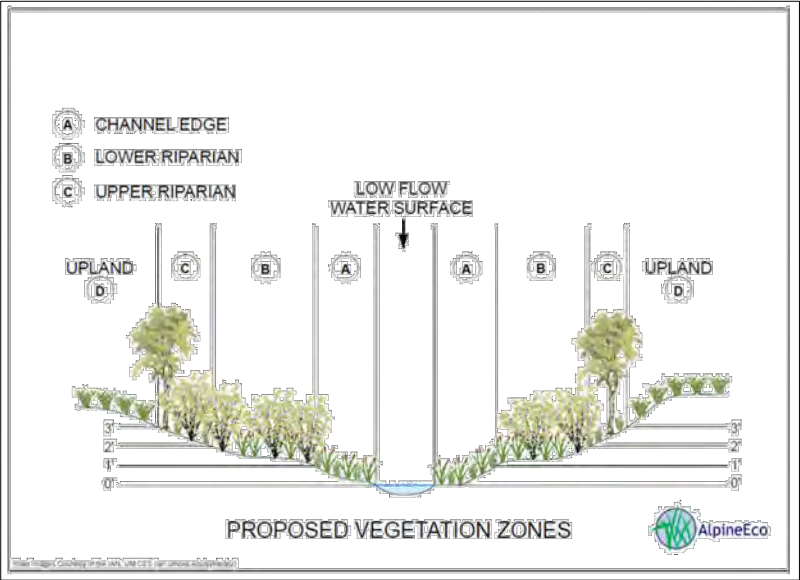 A CHANNEL EDGE
B LOWER RIPARIAN
C UPPER RIPARIAN
LOW FLOW
WATER SURFACE
UPLAND C B A A B C UPLAND
D D
3' 3'
2' 2'
1' 1'
0' 0'
PROPOSED VEGETATION ZONES
AlpineEco